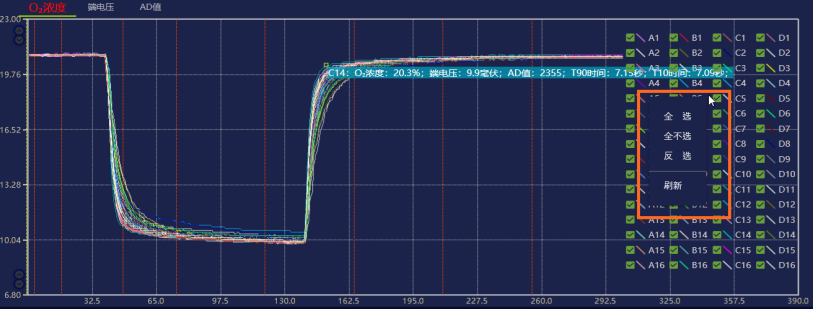 O₂浓度 端电压 AD值
23.00
A1 B1 C1 D1
A2 B2 C2 D2
C14：O₂浓度：20.3%；端电压：9.9毫伏；AD值：2355；T90时间：7.15秒；T10时间：7.09秒；
19.76
A3 B3 C3 D3
A4 B4 C4 D4
C5 D5
全 选
C6 D6
16.52
全不选
C7 D7
C8 D8
反 选
C9 D9
C10 D10
13.28
刷新
C11 D11
A12 B12 C12 D12
A13 B13 C13 D13
10.04
A14 B14 C14 D14
A15 B15 C15 D15
A16 B16 C16 D16
6.80
32.5 65.0 97.5 130.0 162.5 195.0 227.5 260.0 292.5 325.0 357.5 390.0